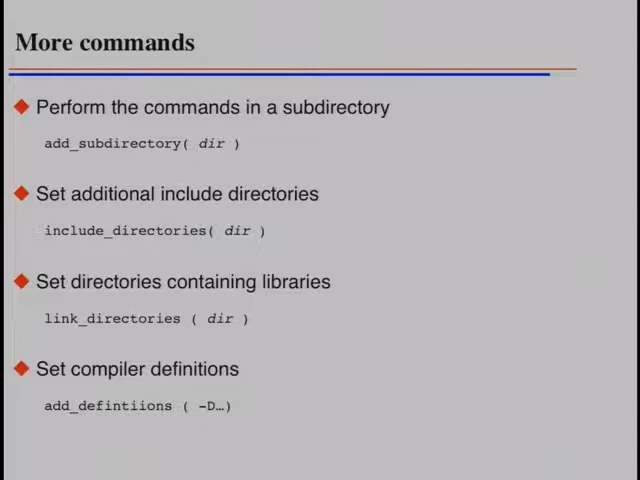 More commands
Perform the commands in a subdirectory
add_subdirectory( dir )
Set additional include directories
include_directories( dir )
Set directories containing libraries
link_directories ( dir )
Set compiler definitions
add_defintiions ( -D…)